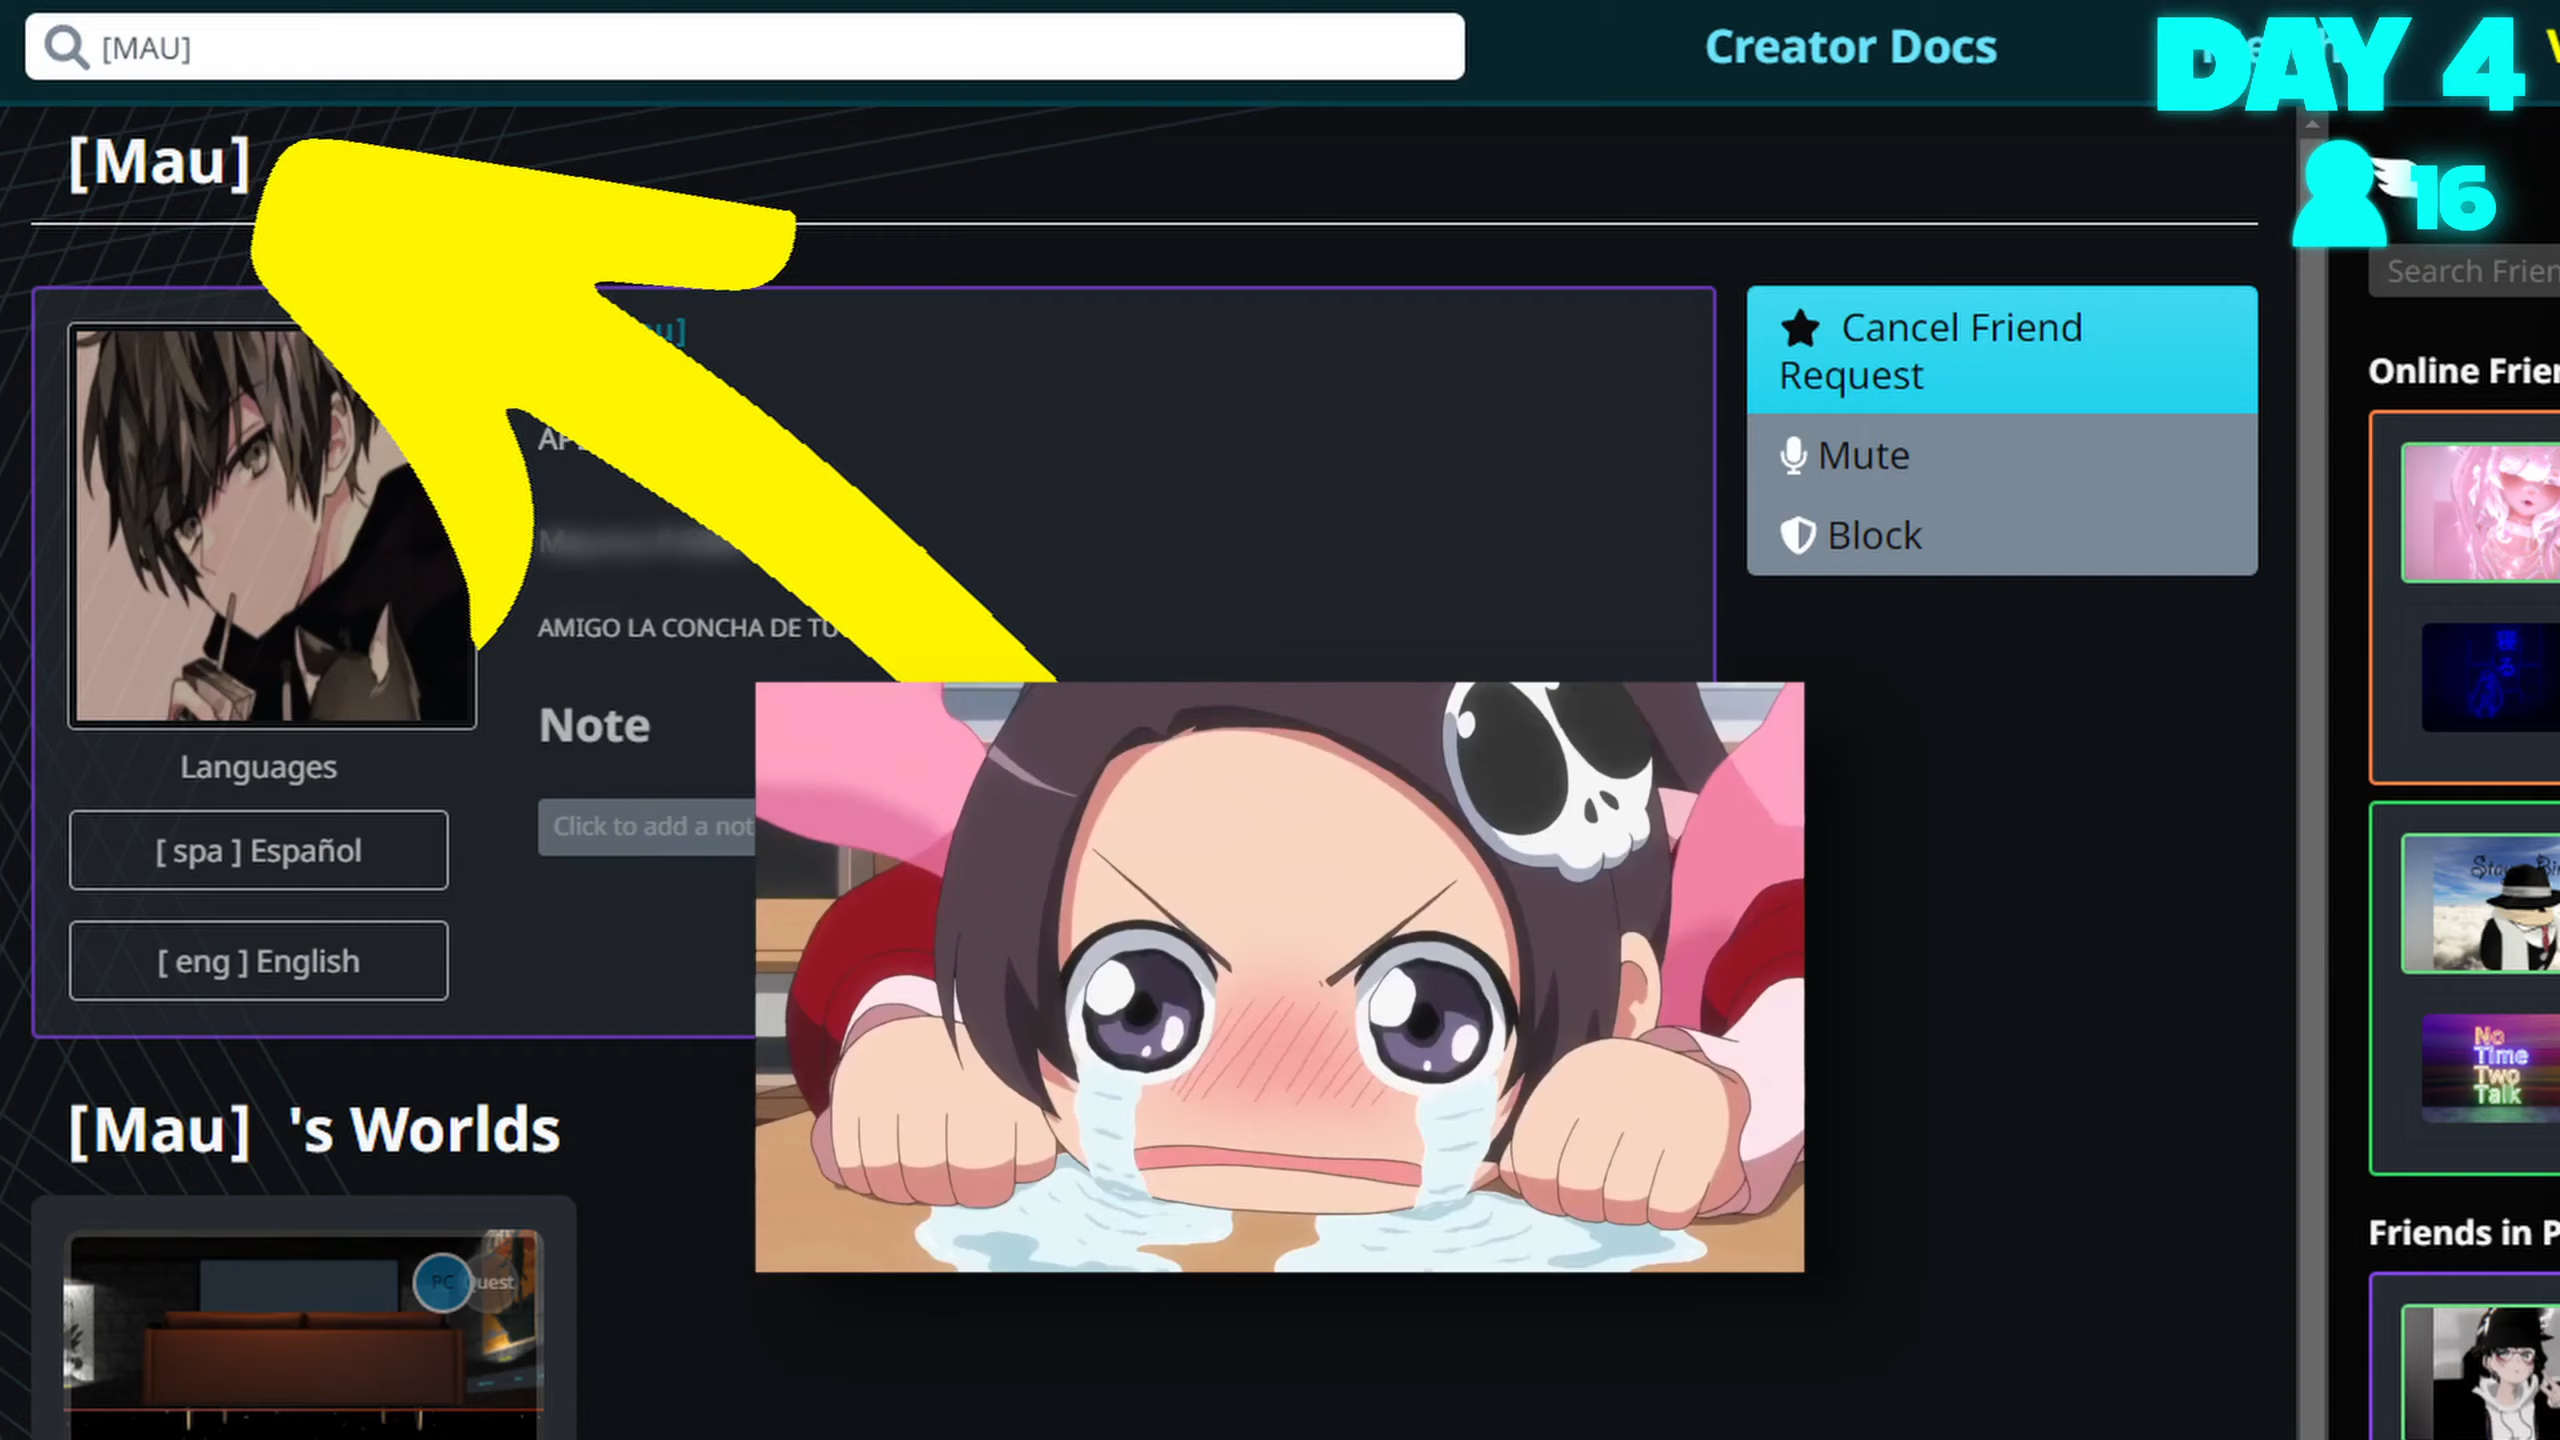 [MAU]
Creator Docs
DAY 4
[Mau]
16
Search Frien
Online Frien
Cancel Friend
Request
Mute
Block
AMIGO LA CONCHA DE TU
Note
Click to add a not
Languages
[ spa ] Español
[ eng ] English
[Mau] 's Worlds
PC
Quest
No
Time
Two
Talk
Friends in P